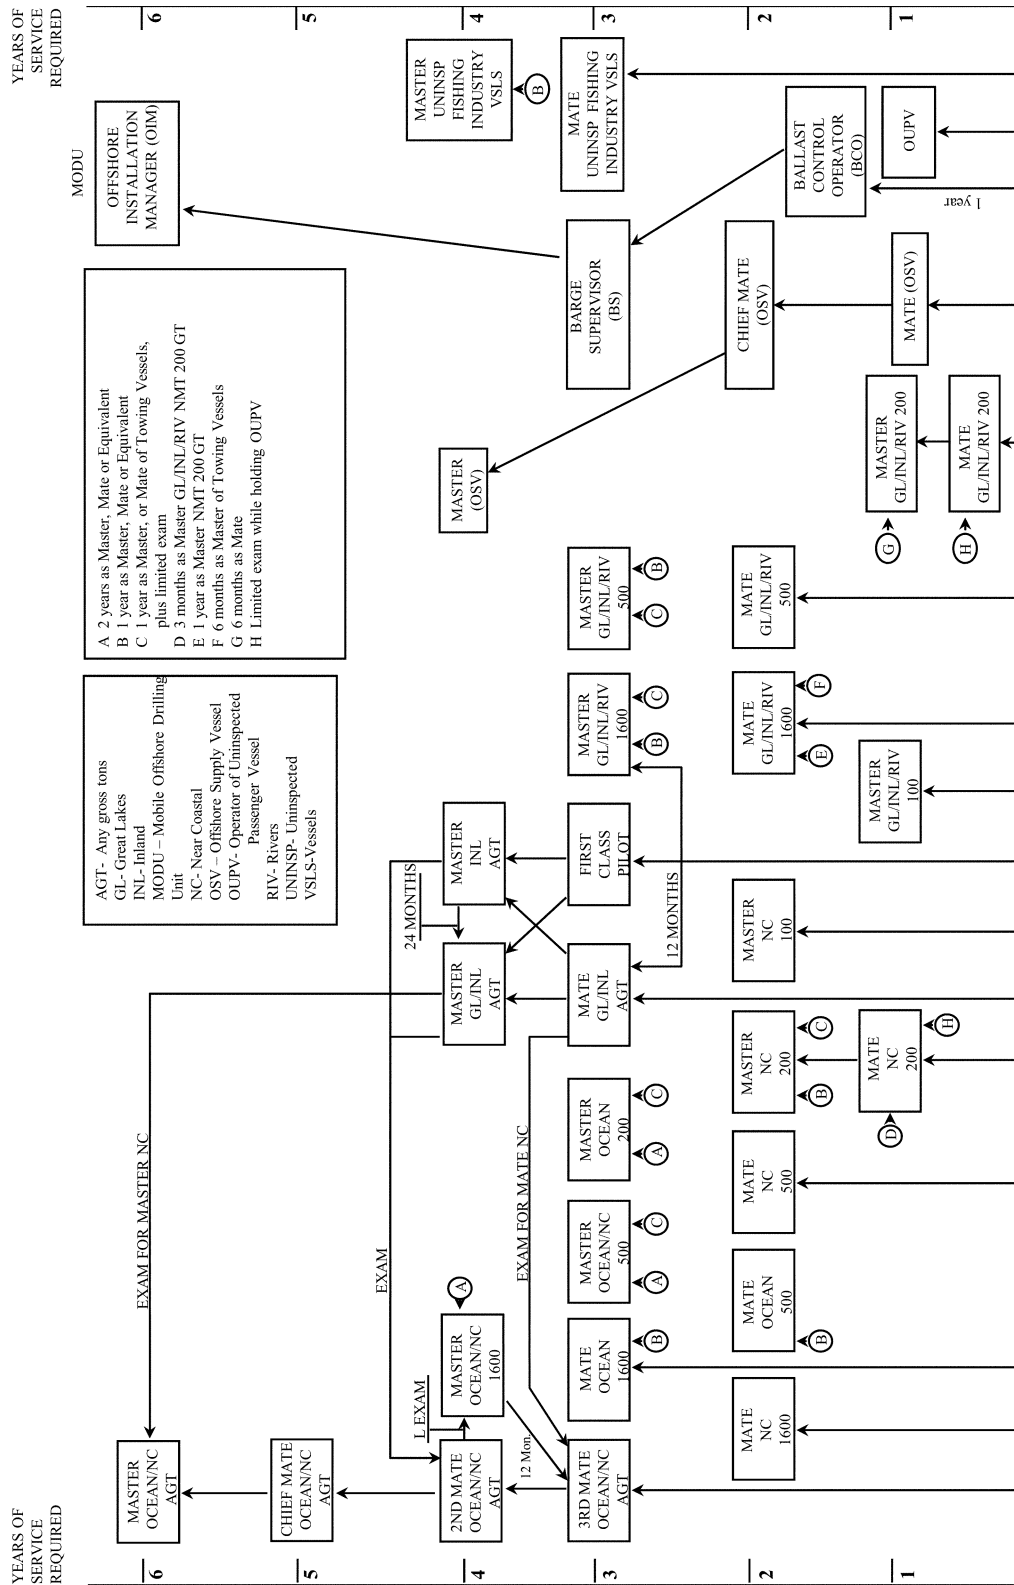 YEARS OF
SERVICE
REQUIRED
6
5
4
3
2
1
MASTER
OCEAN/NC
AGT
EXAM FOR MASTER NC
MODU
OFFSHORE
INSTALLATION
MANAGER (OIM)
AGT- Any gross tons
GL- Great Lakes
INL- Inland
MODU – Mobile Offshore Drilling
Unit
NC- Near Coastal
OSV – Offshore Supply Vessel
OUPV- Operator of Uninspected
Passenger Vessel
RIV- Rivers
UNINSP- Uninspected
VSLS-Vessels
A 2 years as Master, Mate or Equivalent
B 1 year as Master, Mate or Equivalent
C 1 year as Master, or Mate of Towing Vessels,
plus limited exam
D 3 months as Master GL/INL/RIV NMT 200 GT
E 1 year as Master NMT 200 GT
F 6 months as Master of Towing Vessels
G 6 months as Mate
H Limited exam while holding OUPV
CHIEF MATE
OCEAN/NC
AGT
EXAM
2ND MATE
OCEAN/NC
AGT
L EXAM
MASTER
OCEAN/NC
1600
A
MASTER
GL/INL
AGT
24 MONTHS
MASTER
INL
AGT
MASTER
(OSV)
MASTER
UNINSP
FISHING
INDUSTRY
VSLS
B
12 Mon.
EXAM FOR MATE NC
3RD MATE
OCEAN/NC
AGT
MATE
OCEAN
1600
B
MASTER
OCEAN/NC
500
A
C
MASTER
OCEAN
200
A
C
MATE
GL/INL
AGT
12 MONTHS
FIRST
CLASS
PILOT
MASTER
GL/INL/RIV
1600
B
C
MASTER
GL/INL/RIV
500
C
B
BARGE
SUPERVISOR
(BS)
MATE
UNINSP FISHING
INDUSTRY VSLS
MATE
NC
1600
MATE
OCEAN
500
B
MATE
NC
500
MASTER
NC
200
B
C
MASTER
NC
100
MATE
GL/INL/RIV
1600
E
F
MATE
GL/INL/RIV
500
CHIEF MATE
(OSV)
BALLAST
CONTROL
OPERATOR
(BCO)
1 year
D
MATE
NC
200
H
MASTER
GL/INL/RIV
100
G
MASTER
GL/INL/RIV 200
H
MATE
GL/INL/RIV 200
MATE (OSV)
OUPV
YEARS OF
SERVICE
REQUIRED
6
5
4
3
2
1